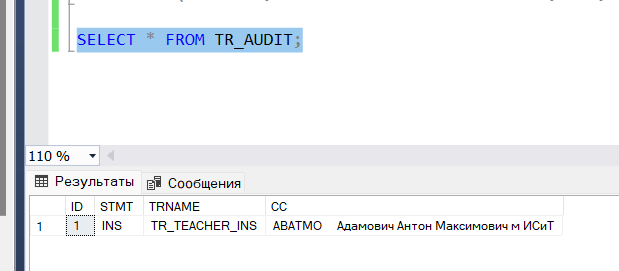 SELECT * FROM TR_AUDIT;
110 %
Результаты Сообщения
ID STMT TRNAME CC
1 1 INS TR_TEACHER_INS АВАТМО Адамович Антон Максимович м ИСиТ